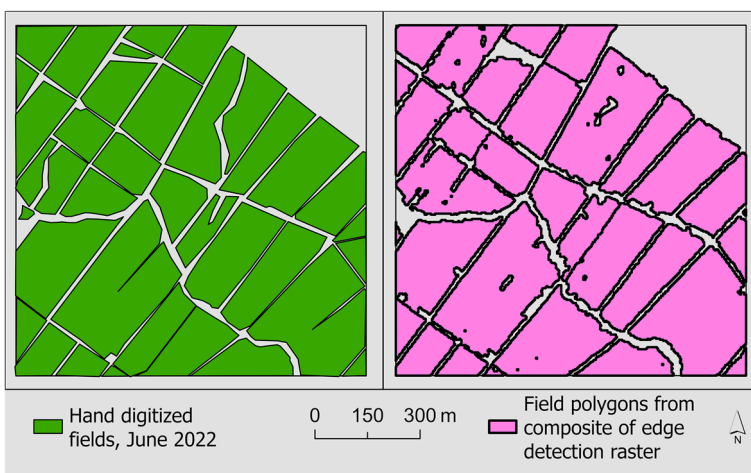 Hand digitized
fields, June 2022
0 150 300 m
Field polygons from
composite of edge
detection raster
N